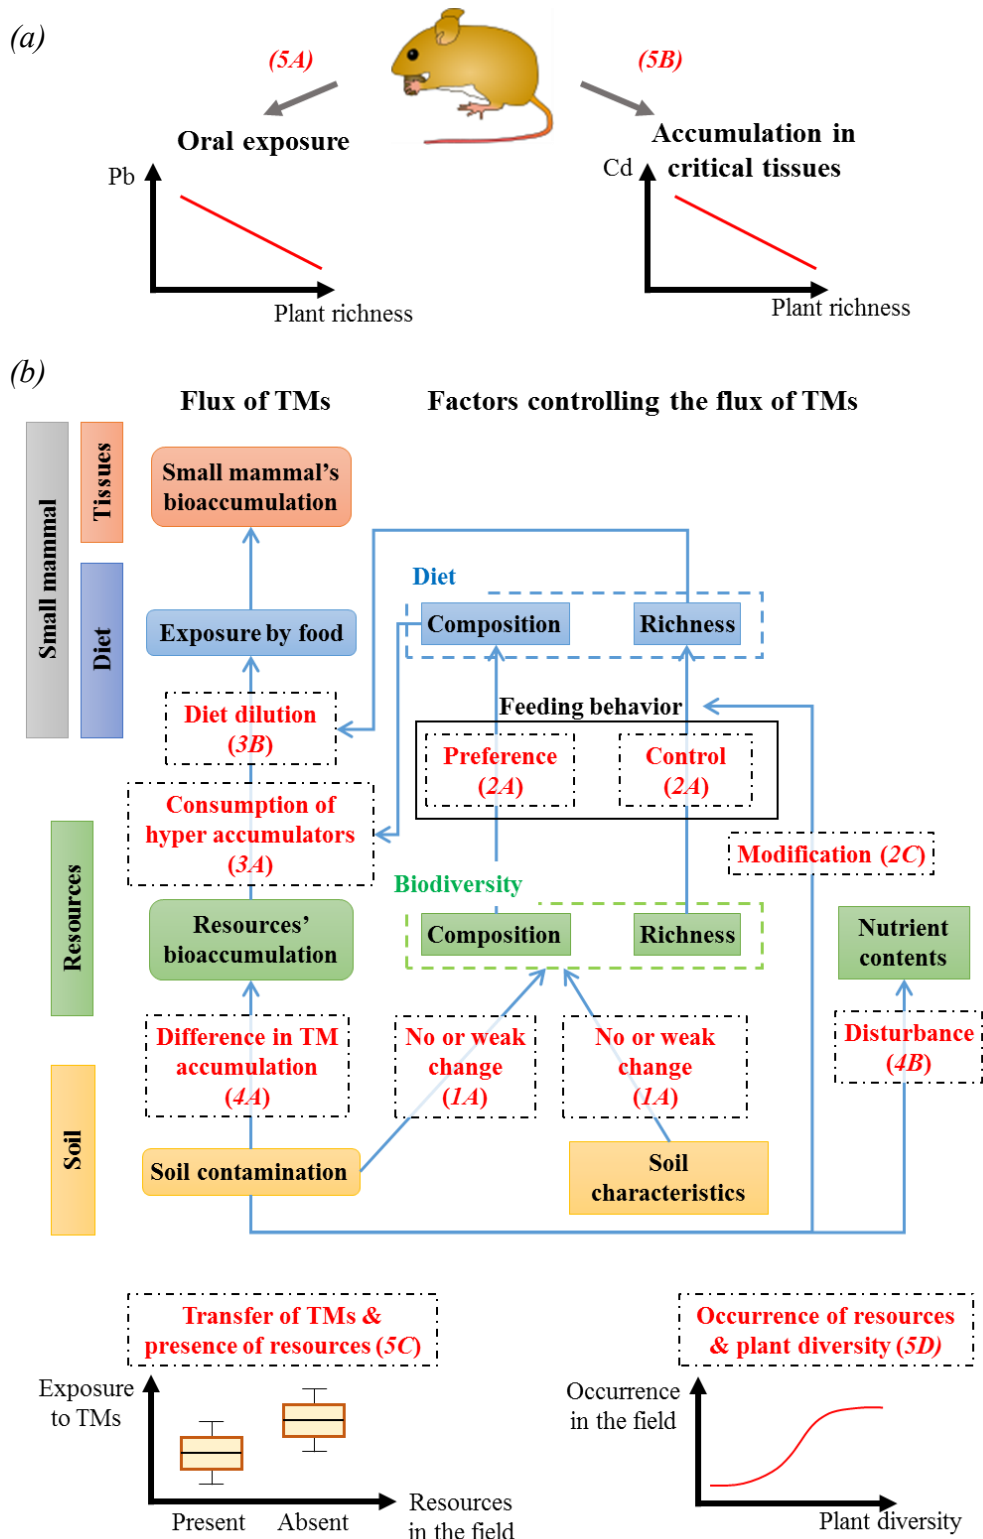 (a)
(5A)
(5B)
Oral exposure
Accumulation in
critical tissues
Pb
Cd
Plant richness
Plant richness
(b)
Flux of TMs
Factors controlling the flux of TMs
Small mammal
Tissues
Small mammal's
bioaccumulation
Diet
Diet
Exposure by food
Composition
Richness
Feeding behavior
Diet dilution
(3B)
Preference
(2A)
Control
(2A)
Consumption of
hyper accumulators
(3A)
Modification (2C)
Resources
Biodiversity
Resources'
bioaccumulation
Composition
Richness
Nutrient
contents
Difference in TM
accumulation
(4A)
No or weak
change
(1A)
No or weak
change
(1A)
Disturbance
(4B)
Soil
Soil contamination
Soil
characteristics
Transfer of TMs &
presence of resources (5C)
Occurrence of resources
& plant diversity (5D)
Exposure
to TMs
Occurrence
in the field
Present
Absent
Resources
in the field
Plant diversity